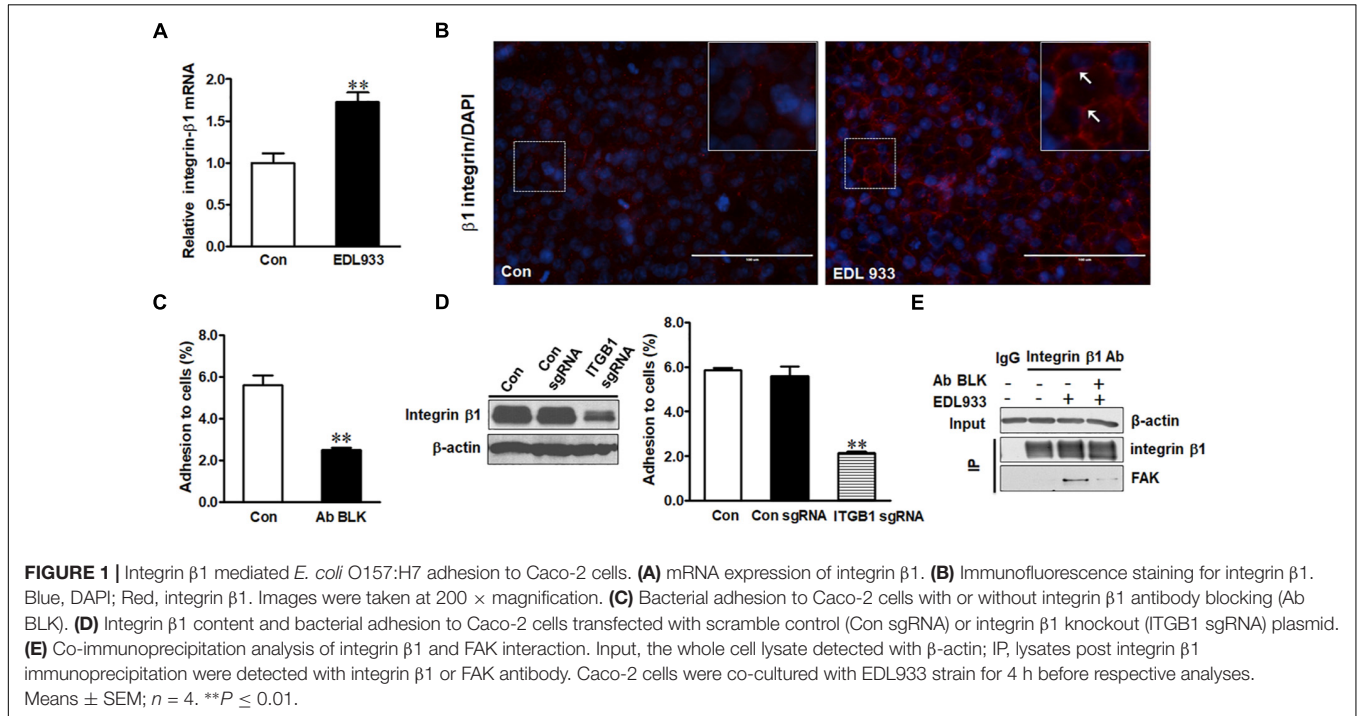 A
Relative integrin-β1 mRNA
2.0
1.5
1.0
0.5
0.0
**
Con
EDL933
B
β1 integrin/DAPI
Con
EDL 933
C
Adhesion to cells (%)
8.0
6.0
4.0
2.0
0.0
**
Con
Ab BLK
D
Con
Con sgRNA
ITGB1 sgRNA
Integrin β1
β-actin
Adhesion to cells (%)
8.0
6.0
4.0
2.0
0.0
**
Con
Con sgRNA
ITGB1 sgRNA
E
IgG Integrin β1 Ab
Ab BLK - - - +
EDL933 - - + +
Input β-actin
IP integrin β1
FAK
FIGURE 1 | Integrin β1 mediated E. coli O157:H7 adhesion to Caco-2 cells. (A) mRNA expression of integrin β1. (B) Immunofluorescence staining for integrin β1.
Blue, DAPI; Red, integrin β1. Images were taken at 200 × magnification. (C) Bacterial adhesion to Caco-2 cells with or without integrin β1 antibody blocking (Ab
BLK). (D) Integrin β1 content and bacterial adhesion to Caco-2 cells transfected with scramble control (Con sgRNA) or integrin β1 knockout (ITGB1 sgRNA) plasmid.
(E) Co-immunoprecipitation analysis of integrin β1 and FAK interaction. Input, the whole cell lysate detected with β-actin; IP, lysates post integrin β1
immunoprecipitation were detected with integrin β1 or FAK antibody. Caco-2 cells were co-cultured with EDL933 strain for 4 h before respective analyses.
Means ± SEM; n = 4. **P ≤ 0.01.